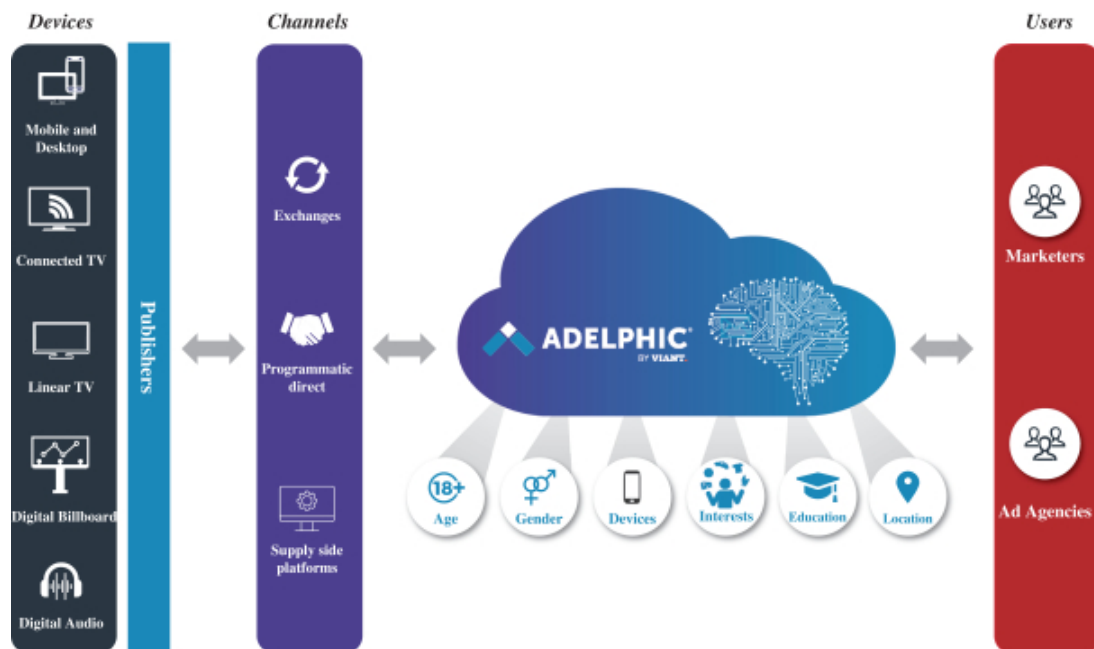 Devices
Channels
Users
Mobile and
Desktop
Connected TV
Linear TV
Digital Billboard
Digital Audio
Publishers
Exchanges
Programmatic
direct
Supply side
platforms
ADELPHIC®
BY VIANT.
18+
Age
Gender
Devices
Interests
Education
Location
Marketers
Ad Agencies